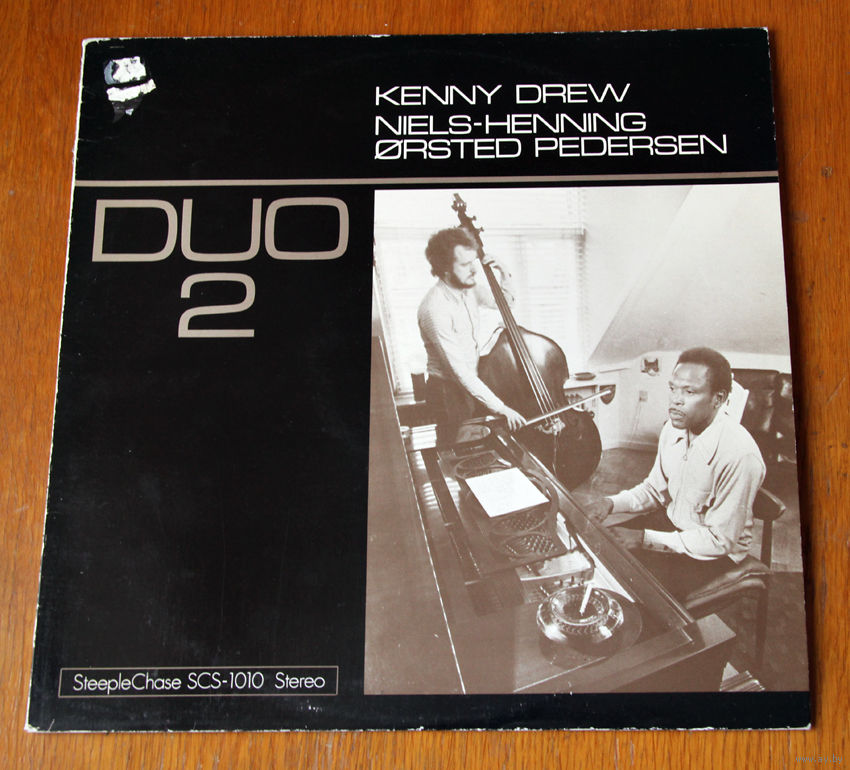 KENNY DREW
NIELS-HENNING
ØRSTED PEDERSEN
DUO
2
SteepleChase SCS-1010 Stereo